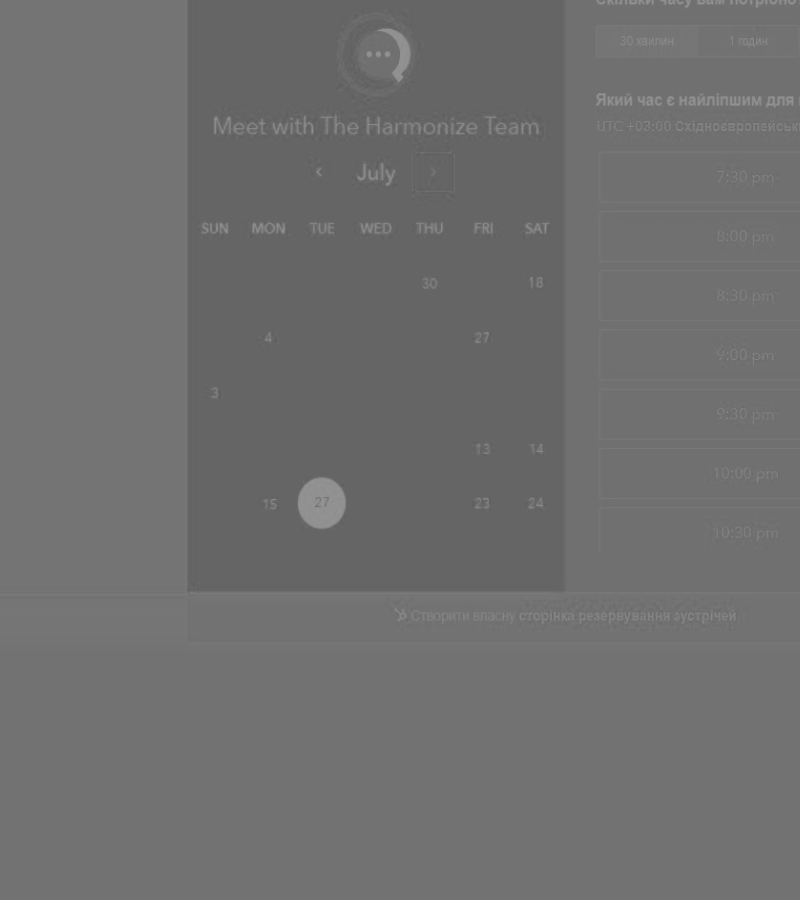 Скільки часу вам
30 хвилин 1 годин
Meet with The Harmonize Team
Який час є найліпшим для
UTC +03:00
July
7:30 pm
SUN MON TUE WED THU FRI SAT
8:00 pm
30 18
8:30 pm
4 27
9:00 pm
3
9:30 pm
13 14
10:00 pm
15 27 23 24
10:30 pm
Створити власну сторінка резервування зустрічей